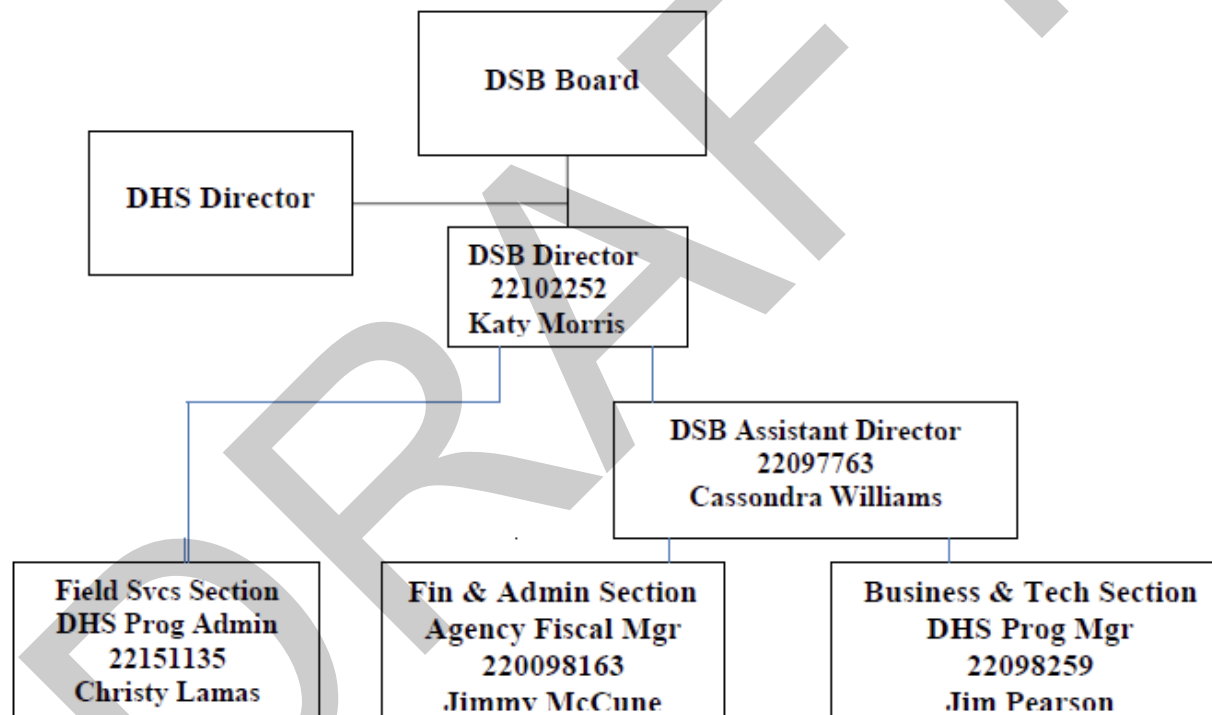 DSB Board
DHS Director
DSB Director
22102252
Katy Morris
DSB Assistant Director
22097763
Cassondra Williams
Field Svcs Section
DHS Prog Admin
22151135
Christy Lamas
Fin & Admin Section
Agency Fiscal Mgr
220098163
Jimmy McCune
Business & Tech Section
DHS Prog Mgr
22098259
Jim Pearson
DRAFT